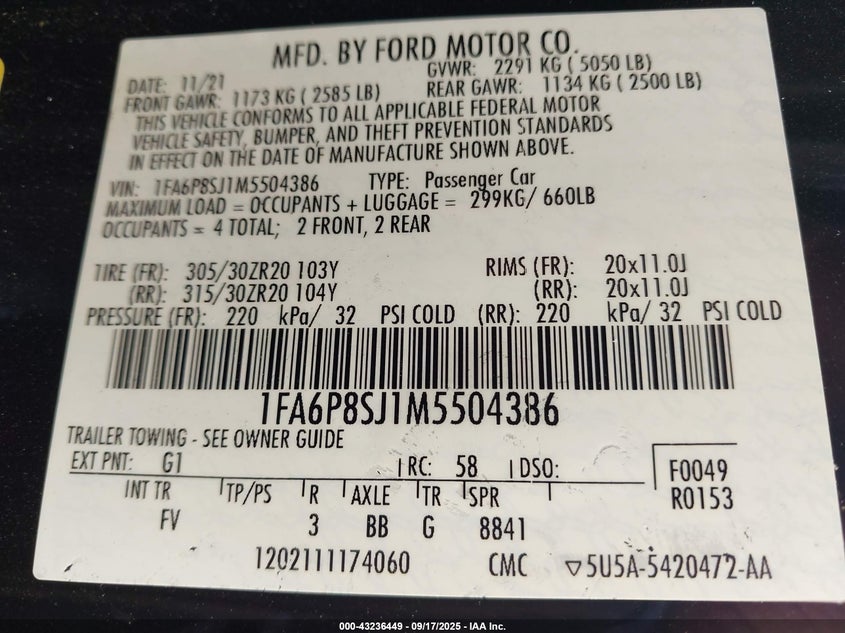 MFD. BY FORD MOTOR CO.
DATE: 11/21 GVWR: 2291 KG ( 5050 LB)
FRONT GAWR: 1173 KG ( 2585 LB) REAR GAWR: 1134 KG ( 2500 LB)
THIS VEHICLE CONFORMS TO ALL APPLICABLE FEDERAL MOTOR
VEHICLE SAFETY, BUMPER, AND THEFT PREVENTION STANDARDS
IN EFFECT ON THE DATE OF MANUFACTURE SHOWN ABOVE.
VIN: 1FA6P8SJ1M5504386 TYPE: Passenger Car
MAXIMUM LOAD = OCCUPANTS + LUGGAGE = 299KG/ 660LB
OCCUPANTS = 4 TOTAL; 2 FRONT, 2 REAR
TIRE (FR): 305/30ZR20 103Y RIMS (FR): 20x11.0J
(RR): 315/30ZR20 104Y (RR): 20x11.0J
PRESSURE (FR): 220 kPa/ 32 PSI COLD (RR): 220 kPa/ 32 PSI COLD
1FA6P8SJ1M5504386
TRAILER TOWING - SEE OWNER GUIDE
EXT PNT: G1 RC: 58 DSO: F0049
INT TR TP/PS R AXLE TR SPR R0153
FV 3 BB G 8841
1202111174060 CMC ▽5U5A-5420472-AA
000-43236449 - 09/17/2025 - IAA Inc.